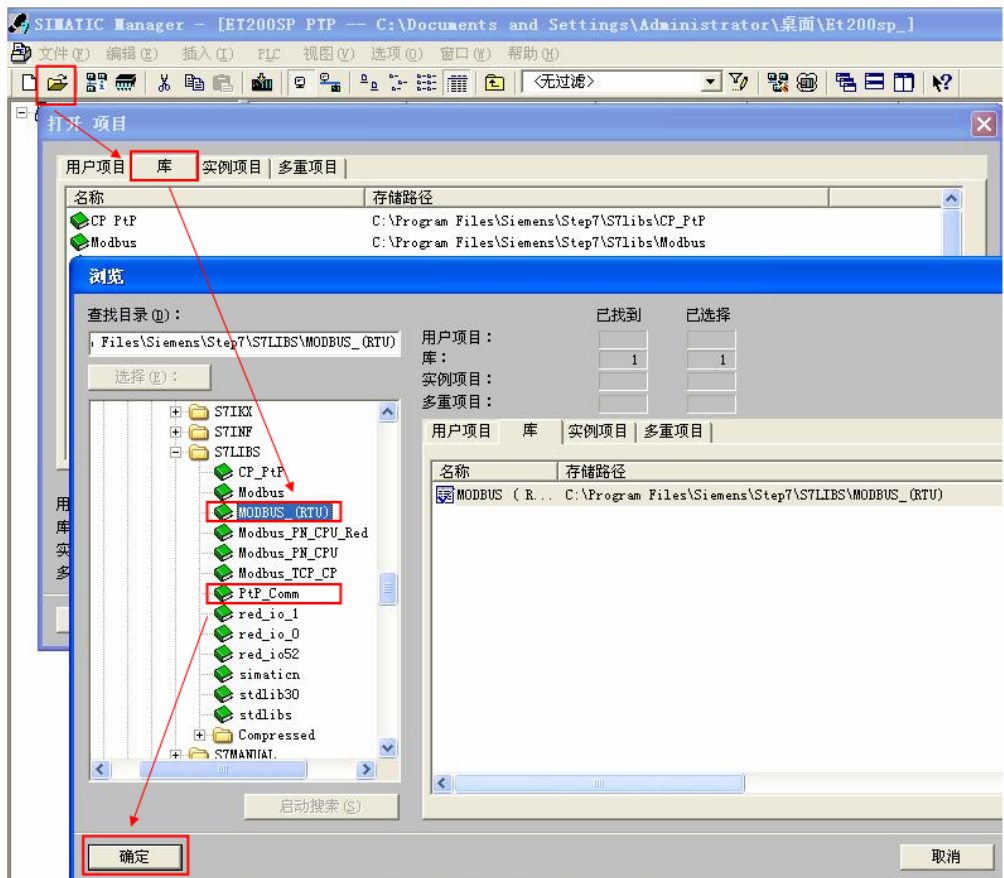 SIMATIC Manager - [ET200SP PTP -- C:\Documents and Settings\Administrator\桌面\Et200sp_]
文件(F) 编辑(E) 插入(I) PLC 视图(V) 选项(O) 窗口(W) 帮助(H)
<无过滤>
打开 项目
用户项目 库 实例项目 多重项目
名称 存储路径
CP PtP C:\Program Files\Siemens\Step7\S7libs\CP_PtP
Modbus C:\Program Files\Siemens\Step7\S7libs\Modbus
浏览
查找目录(D)：
Files\Siemens\Step7\S7LIBS\MODBUS_(RTU)
选择(E)：
已找到 已选择
用户项目：
库： 1 1
实例项目：
多重项目：
S7IKX
S7INF
S7LIBS
CP_PtP
Modbus
MODBUS_(RTU)
Modbus_PN_CPU_Red
Modbus_PN_CPU
Modbus_TCP_CP
PtP_Comm
red_io_1
red_io_0
red_io52
simaticn
stdlib30
stdlibs
Compressed
S7MANUAL
用户项目 库 实例项目 多重项目
名称 存储路径
MODBUS ( R... C:\Program Files\Siemens\Step7\S7LIBS\MODBUS_(RTU)
用
库
实
多
启动搜索(S)
确定 取消